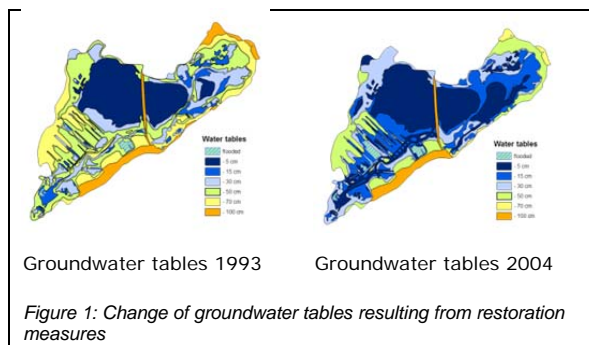 Water tables
flooded
- 5 cm
- 15 cm
- 30 cm
- 50 cm
- 70 cm
- 100 cm
Water tables
flooded
- 5 cm
- 15 cm
- 30 cm
- 50 cm
- 70 cm
- 100 cm
Groundwater tables 1993
Groundwater tables 2004
Figure 1: Change of groundwater tables resulting from restoration
measures